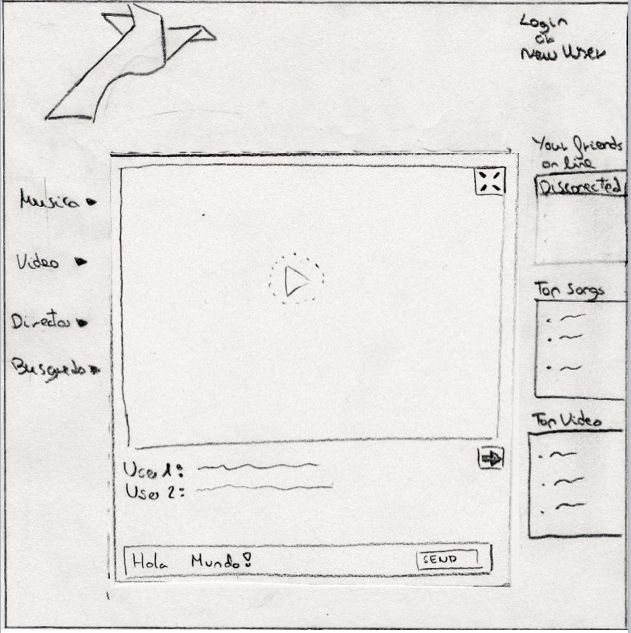 Login
or
New User
Your friends
on line
Disconected
Musica
Video
Directos
Busqueda
Top Songs
Top Video
User 1:
User 2:
Hola Mundo!
SEND